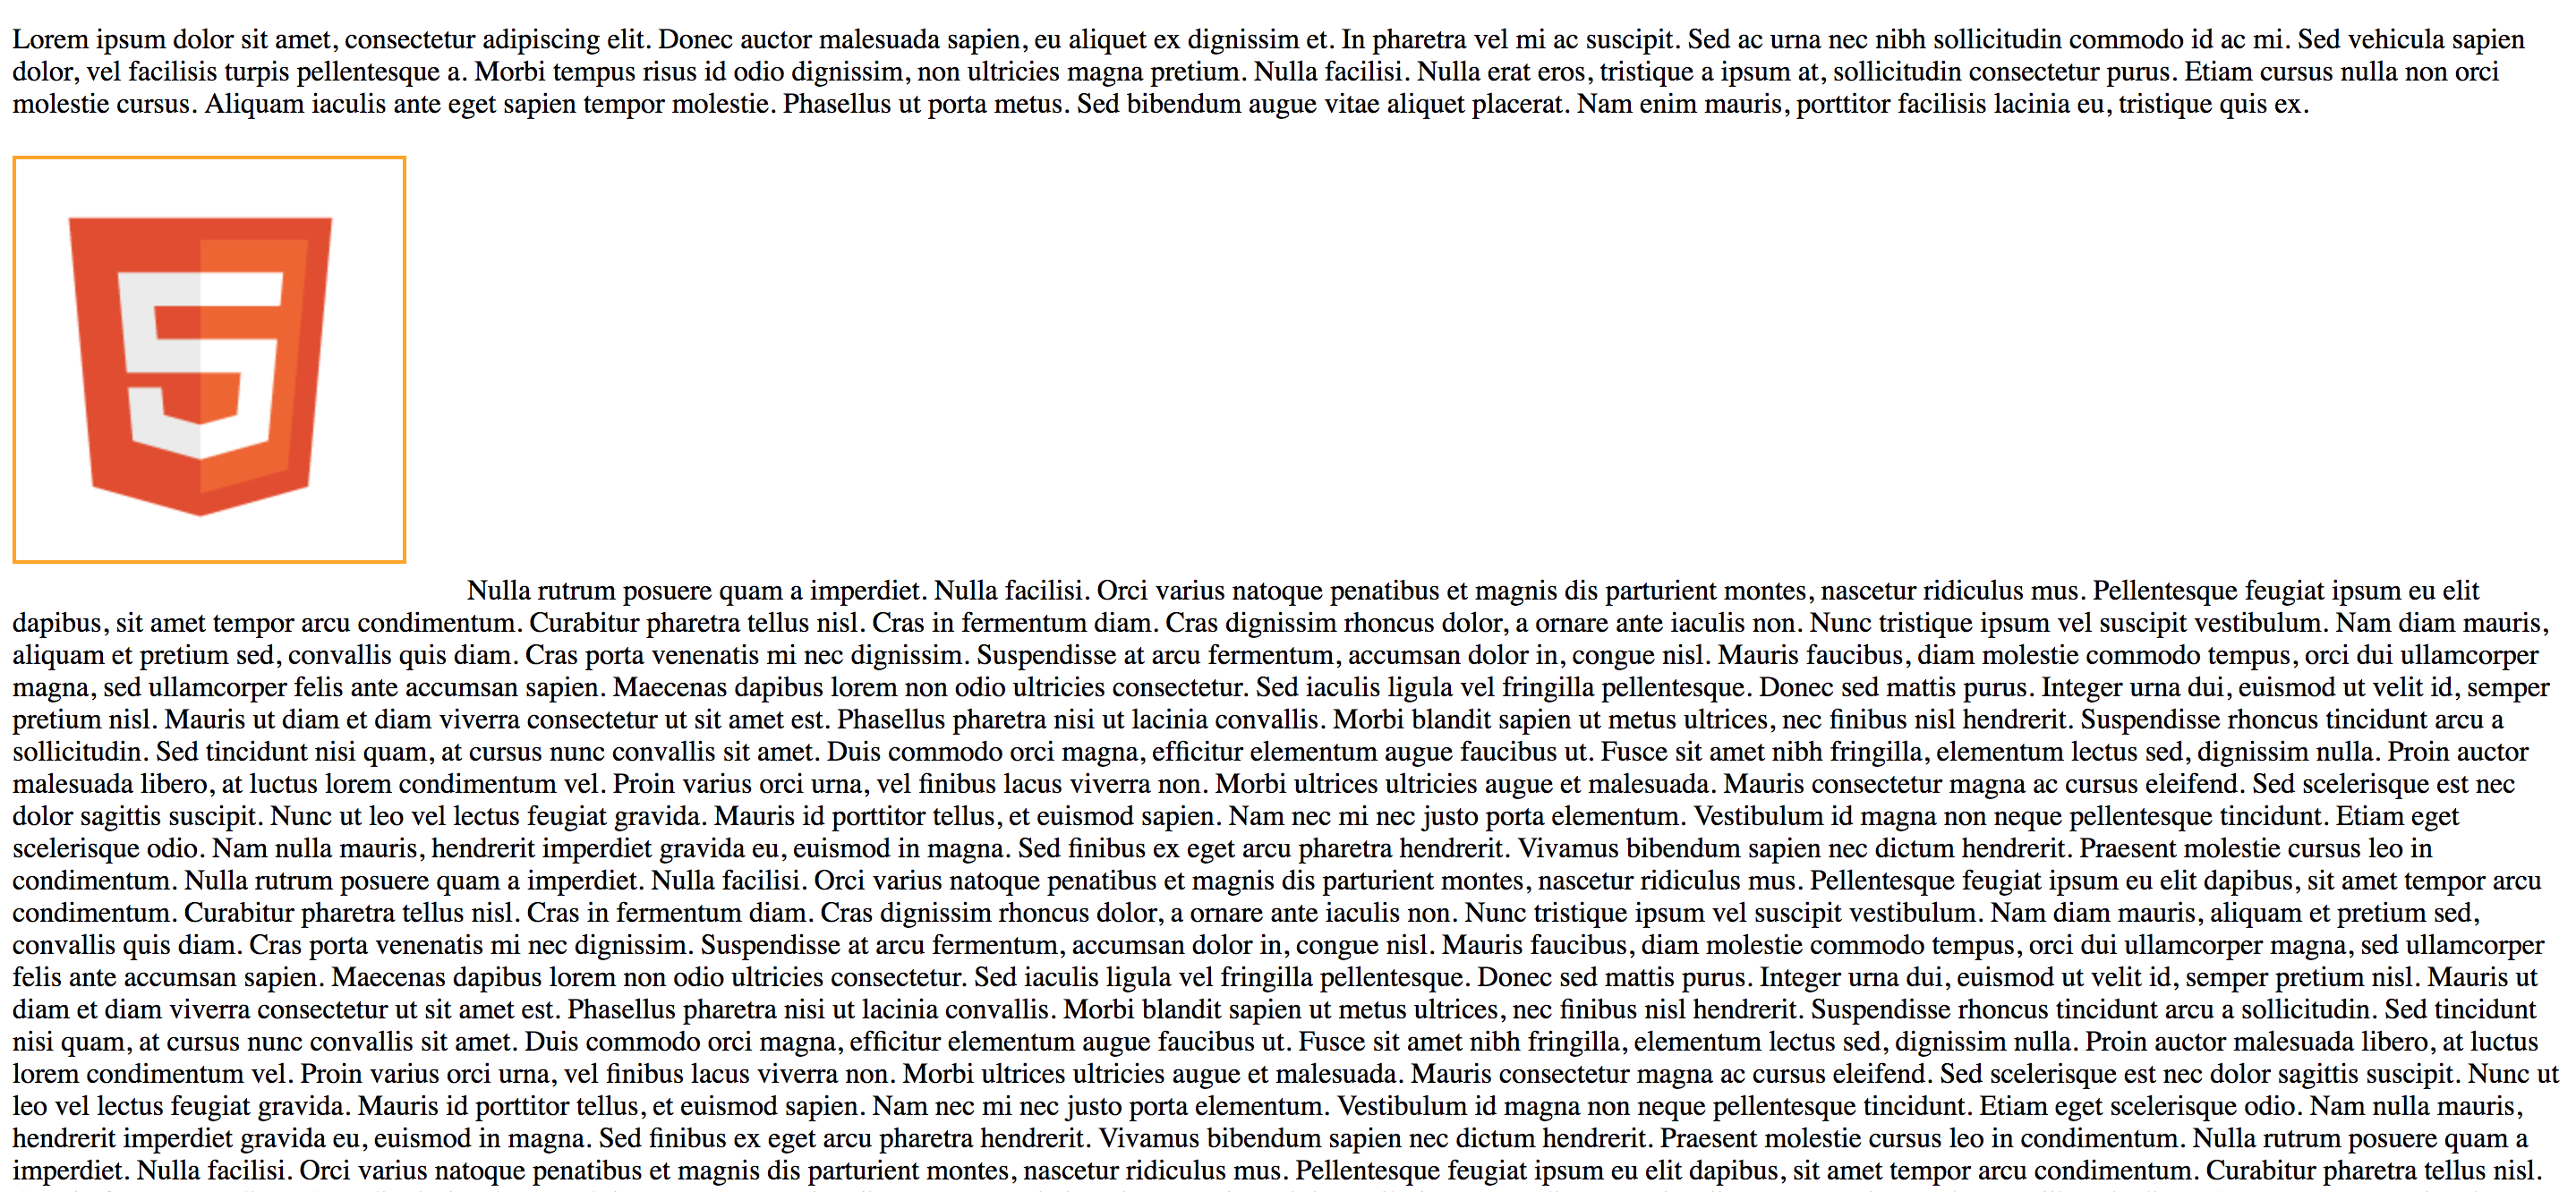 Lorem ipsum dolor sit amet, consectetur adipiscing elit. Donec auctor malesuada sapien, eu aliquet ex dignissim et. In pharetra vel mi ac suscipit. Sed ac urna nec nibh sollicitudin commodo id ac mi. Sed vehicula sapien
dolor, vel facilisis turpis pellentesque a. Morbi tempus risus id odio dignissim, non ultricies magna pretium. Nulla facilisi. Nulla erat eros, tristique a ipsum at, sollicitudin consectetur purus. Etiam cursus nulla non orci
molestie cursus. Aliquam iaculis ante eget sapien tempor molestie. Phasellus ut porta metus. Sed bibendum augue vitae aliquet placerat. Nam enim mauris, porttitor facilisis lacinia eu, tristique quis ex.
5
Nulla rutrum posuere quam a imperdiet. Nulla facilisi. Orci varius natoque penatibus et magnis dis parturient montes, nascetur ridiculus mus. Pellentesque feugiat ipsum eu elit
dapibus, sit amet tempor arcu condimentum. Curabitur pharetra tellus nisl. Cras in fermentum diam. Cras dignissim rhoncus dolor, a ornare ante iaculis non. Nunc tristique ipsum vel suscipit vestibulum. Nam diam mauris,
aliquam et pretium sed, convallis quis diam. Cras porta venenatis mi nec dignissim. Suspendisse at arcu fermentum, accumsan dolor in, congue nisl. Mauris faucibus, diam molestie commodo tempus, orci dui ullamcorper
magna, sed ullamcorper felis ante accumsan sapien. Maecenas dapibus lorem non odio ultricies consectetur. Sed iaculis ligula vel fringilla pellentesque. Donec sed mattis purus. Integer urna dui, euismod ut velit id, semper
pretium nisl. Mauris ut diam et diam viverra consectetur ut sit amet est. Phasellus pharetra nisi ut lacinia convallis. Morbi blandit sapien ut metus ultrices, nec finibus nisl hendrerit. Suspendisse rhoncus tincidunt arcu a
sollicitudin. Sed tincidunt nisi quam, at cursus nunc convallis sit amet. Duis commodo orci magna, efficitur elementum augue faucibus ut. Fusce sit amet nibh fringilla, elementum lectus sed, dignissim nulla. Proin auctor
malesuada libero, at luctus lorem condimentum vel. Proin varius orci urna, vel finibus lacus viverra non. Morbi ultrices ultricies augue et malesuada. Mauris consectetur magna ac cursus eleifend. Sed scelerisque est nec
dolor sagittis suscipit. Nunc ut leo vel lectus feugiat gravida. Mauris id porttitor tellus, et euismod sapien. Nam nec mi nec justo porta elementum. Vestibulum id magna non neque pellentesque tincidunt. Etiam eget
scelerisque odio. Nam nulla mauris, hendrerit imperdiet gravida eu, euismod in magna. Sed finibus ex eget arcu pharetra hendrerit. Vivamus bibendum sapien nec dictum hendrerit. Praesent molestie cursus leo in
condimentum. Nulla rutrum posuere quam a imperdiet. Nulla facilisi. Orci varius natoque penatibus et magnis dis parturient montes, nascetur ridiculus mus. Pellentesque feugiat ipsum eu elit dapibus, sit amet tempor arcu
condimentum. Curabitur pharetra tellus nisl. Cras in fermentum diam. Cras dignissim rhoncus dolor, a ornare ante iaculis non. Nunc tristique ipsum vel suscipit vestibulum. Nam diam mauris, aliquam et pretium sed,
convallis quis diam. Cras porta venenatis mi nec dignissim. Suspendisse at arcu fermentum, accumsan dolor in, congue nisl. Mauris faucibus, diam molestie commodo tempus, orci dui ullamcorper magna, sed ullamcorper
felis ante accumsan sapien. Maecenas dapibus lorem non odio ultricies consectetur. Sed iaculis ligula vel fringilla pellentesque. Donec sed mattis purus. Integer urna dui, euismod ut velit id, semper pretium nisl. Mauris ut
diam et diam viverra consectetur ut sit amet est. Phasellus pharetra nisi ut lacinia convallis. Morbi blandit sapien ut metus ultrices, nec finibus nisl hendrerit. Suspendisse rhoncus tincidunt arcu a sollicitudin. Sed tincidunt
nisi quam, at cursus nunc convallis sit amet. Duis commodo orci magna, efficitur elementum augue faucibus ut. Fusce sit amet nibh fringilla, elementum lectus sed, dignissim nulla. Proin auctor malesuada libero, at luctus
lorem condimentum vel. Proin varius orci urna, vel finibus lacus viverra non. Morbi ultrices ultricies augue et malesuada. Mauris consectetur magna ac cursus eleifend. Sed scelerisque est nec dolor sagittis suscipit. Nunc ut
leo vel lectus feugiat gravida. Mauris id porttitor tellus, et euismod sapien. Nam nec mi nec justo porta elementum. Vestibulum id magna non neque pellentesque tincidunt. Etiam eget scelerisque odio. Nam nulla mauris,
hendrerit imperdiet gravida eu, euismod in magna. Sed finibus ex eget arcu pharetra hendrerit. Vivamus bibendum sapien nec dictum hendrerit. Praesent molestie cursus leo in condimentum. Nulla rutrum posuere quam a
imperdiet. Nulla facilisi. Orci varius natoque penatibus et magnis dis parturient montes, nascetur ridiculus mus. Pellentesque feugiat ipsum eu elit dapibus, sit amet tempor arcu condimentum. Curabitur pharetra tellus nisl.